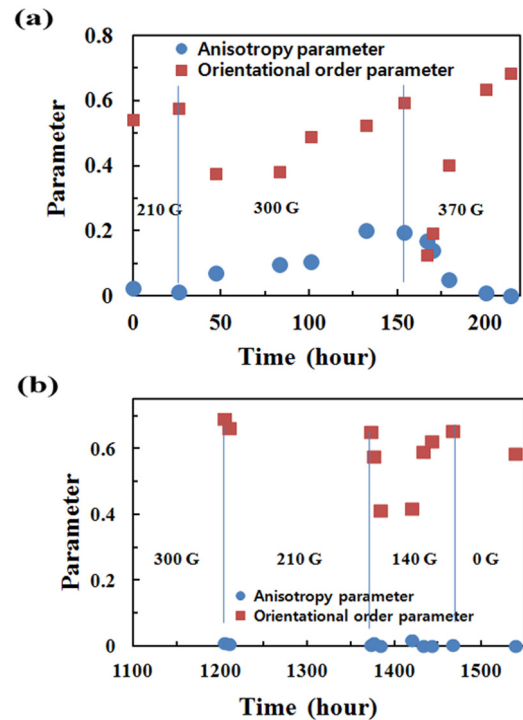 (a)
Anisotropy parameter
Orientational order parameter
Parameter
0.8
0.6
0.4
0.2
0
210 G
300 G
370 G
0 50 100 150 200
Time (hour)
(b)
Parameter
0.6
0.4
0.2
0
300 G
210 G
140 G
0 G
Anisotropy parameter
Orientational order parameter
1100 1200 1300 1400 1500
Time (hour)